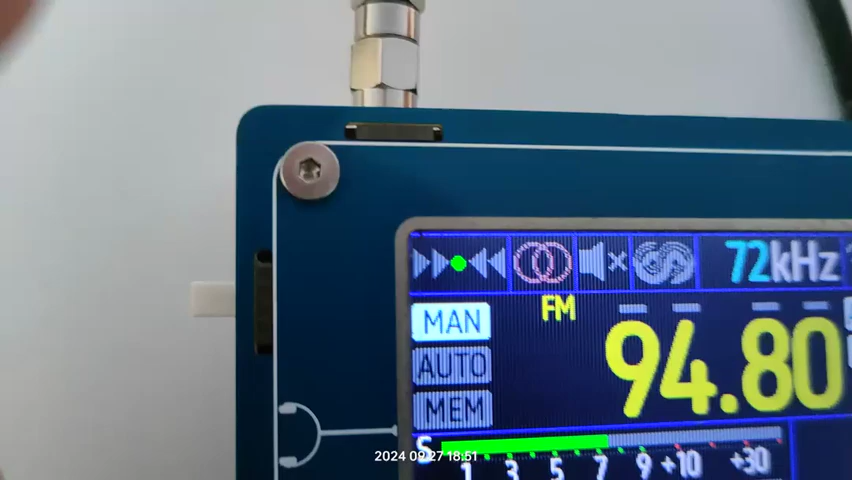 72kHz
FM
MAN
94.80
AUTO
MEM
S
1 3 5 7 9 +10 +30
2024 09 27 18:51